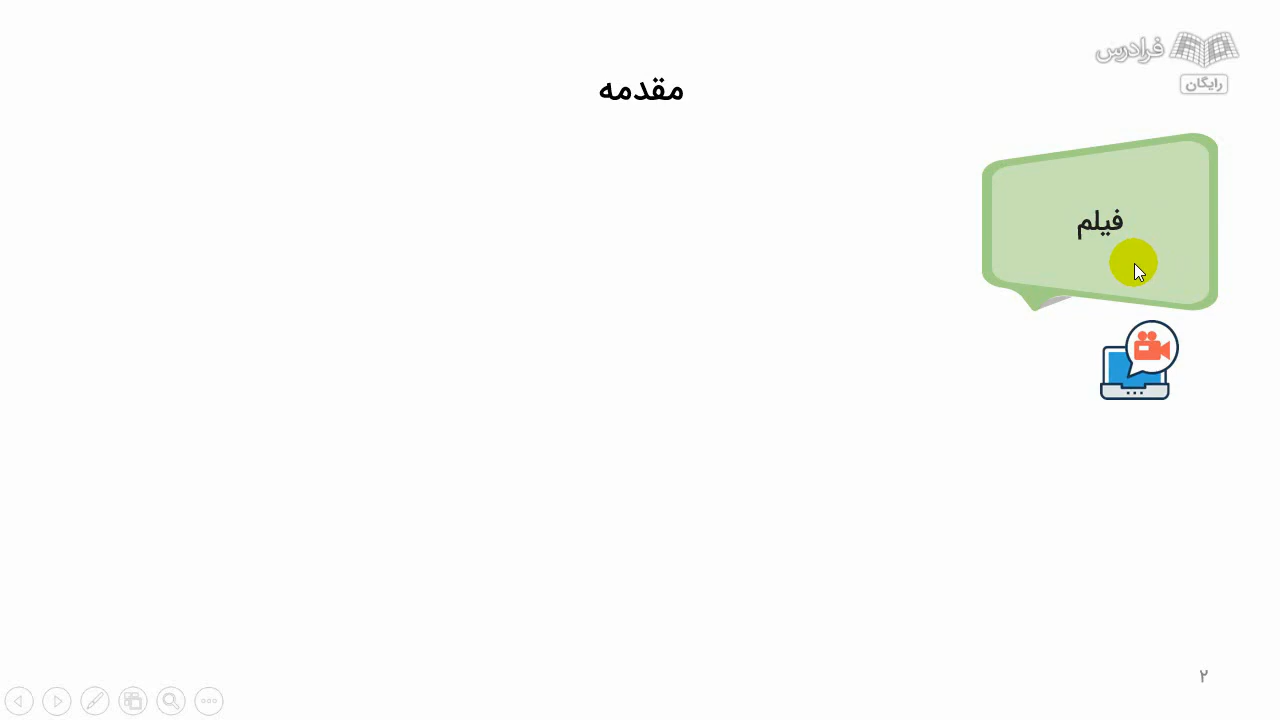 فرادرس
رایگان
مقدمه
فیلم
۲